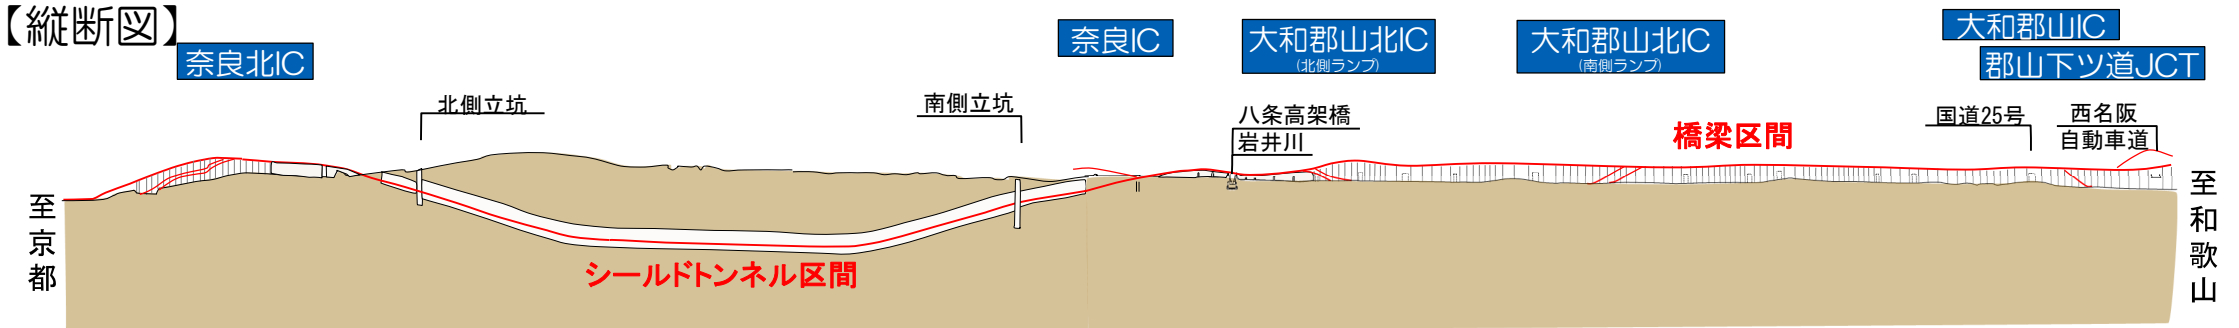 【縦断図】
奈良北IC
奈良IC
大和郡山北IC
(北側ランプ)
大和郡山北IC
(南側ランプ)
大和郡山IC
郡山下ツ道JCT
北側立坑
南側立坑
八条高架橋
岩井川
橋梁区間
国道25号
西名阪
自動車道
至京都
シールドトンネル区間
至和歌山